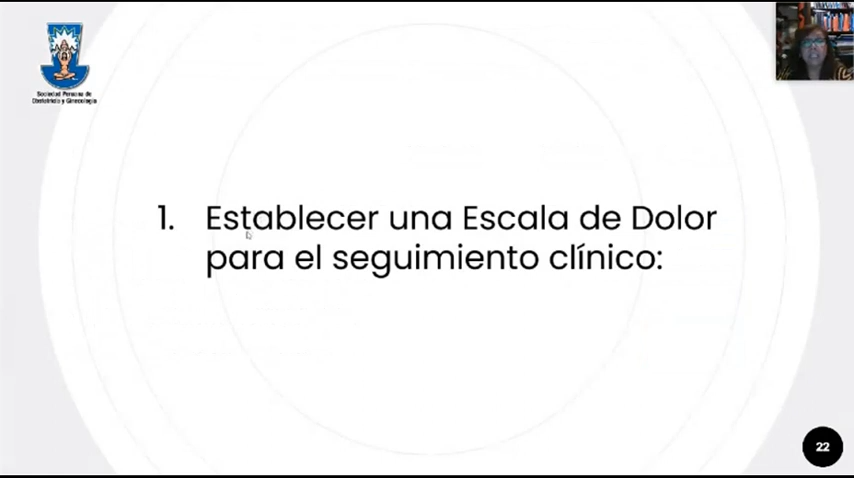 Sociedad Peruana de
Obstetricia y Ginecología
1. Establecer una Escala de Dolor
para el seguimiento clínico:
22